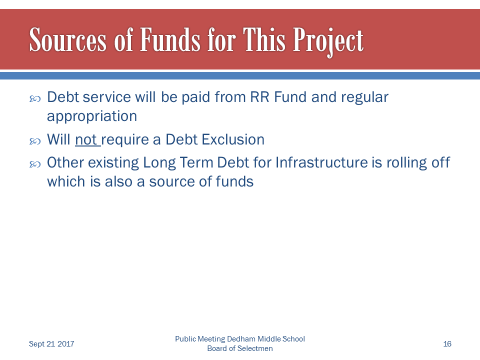 Sources of Funds for This Project
Debt service will be paid from RR Fund and regular
appropriation
Will not require a Debt Exclusion
Other existing Long Term Debt for Infrastructure is rolling off
which is also a source of funds
Sept 21 2017
Public Meeting Dedham Middle School
Board of Selectmen
16